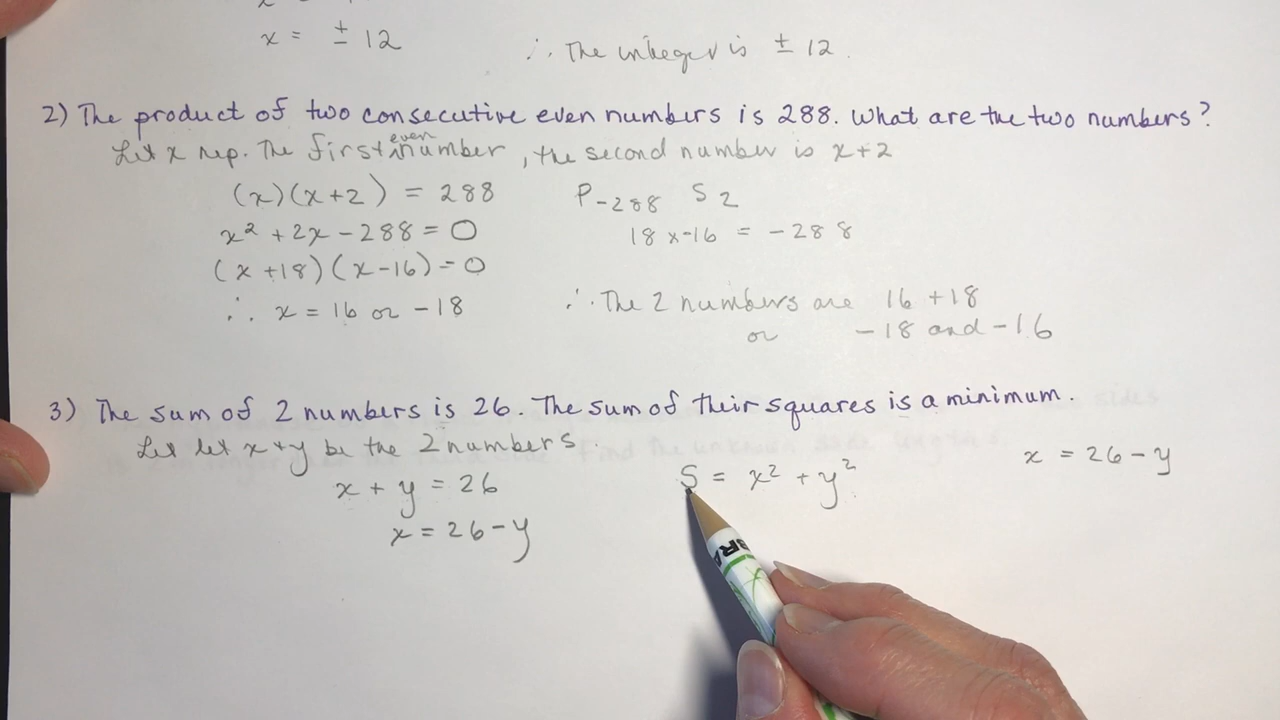 x = ± 12
∴ The integer is ± 12.
2) The product of two consecutive even numbers is 288. What are the two numbers?
Let x rep. The first even number, the second number is x+2
(x)(x+2) = 288
P -288 S 2
x² + 2x - 288 = 0
18 x -16 = -288
(x +18)(x-16) = 0
∴ x = 16 or -18
∴ The 2 numbers are 16 + 18
or -18 and -16
3) The sum of 2 numbers is 26. The sum of their squares is a minimum.
Let let x + y be the 2 numbers.
x + y = 26
S = x² + y²
x = 26 - y
x = 26 - y
BRA